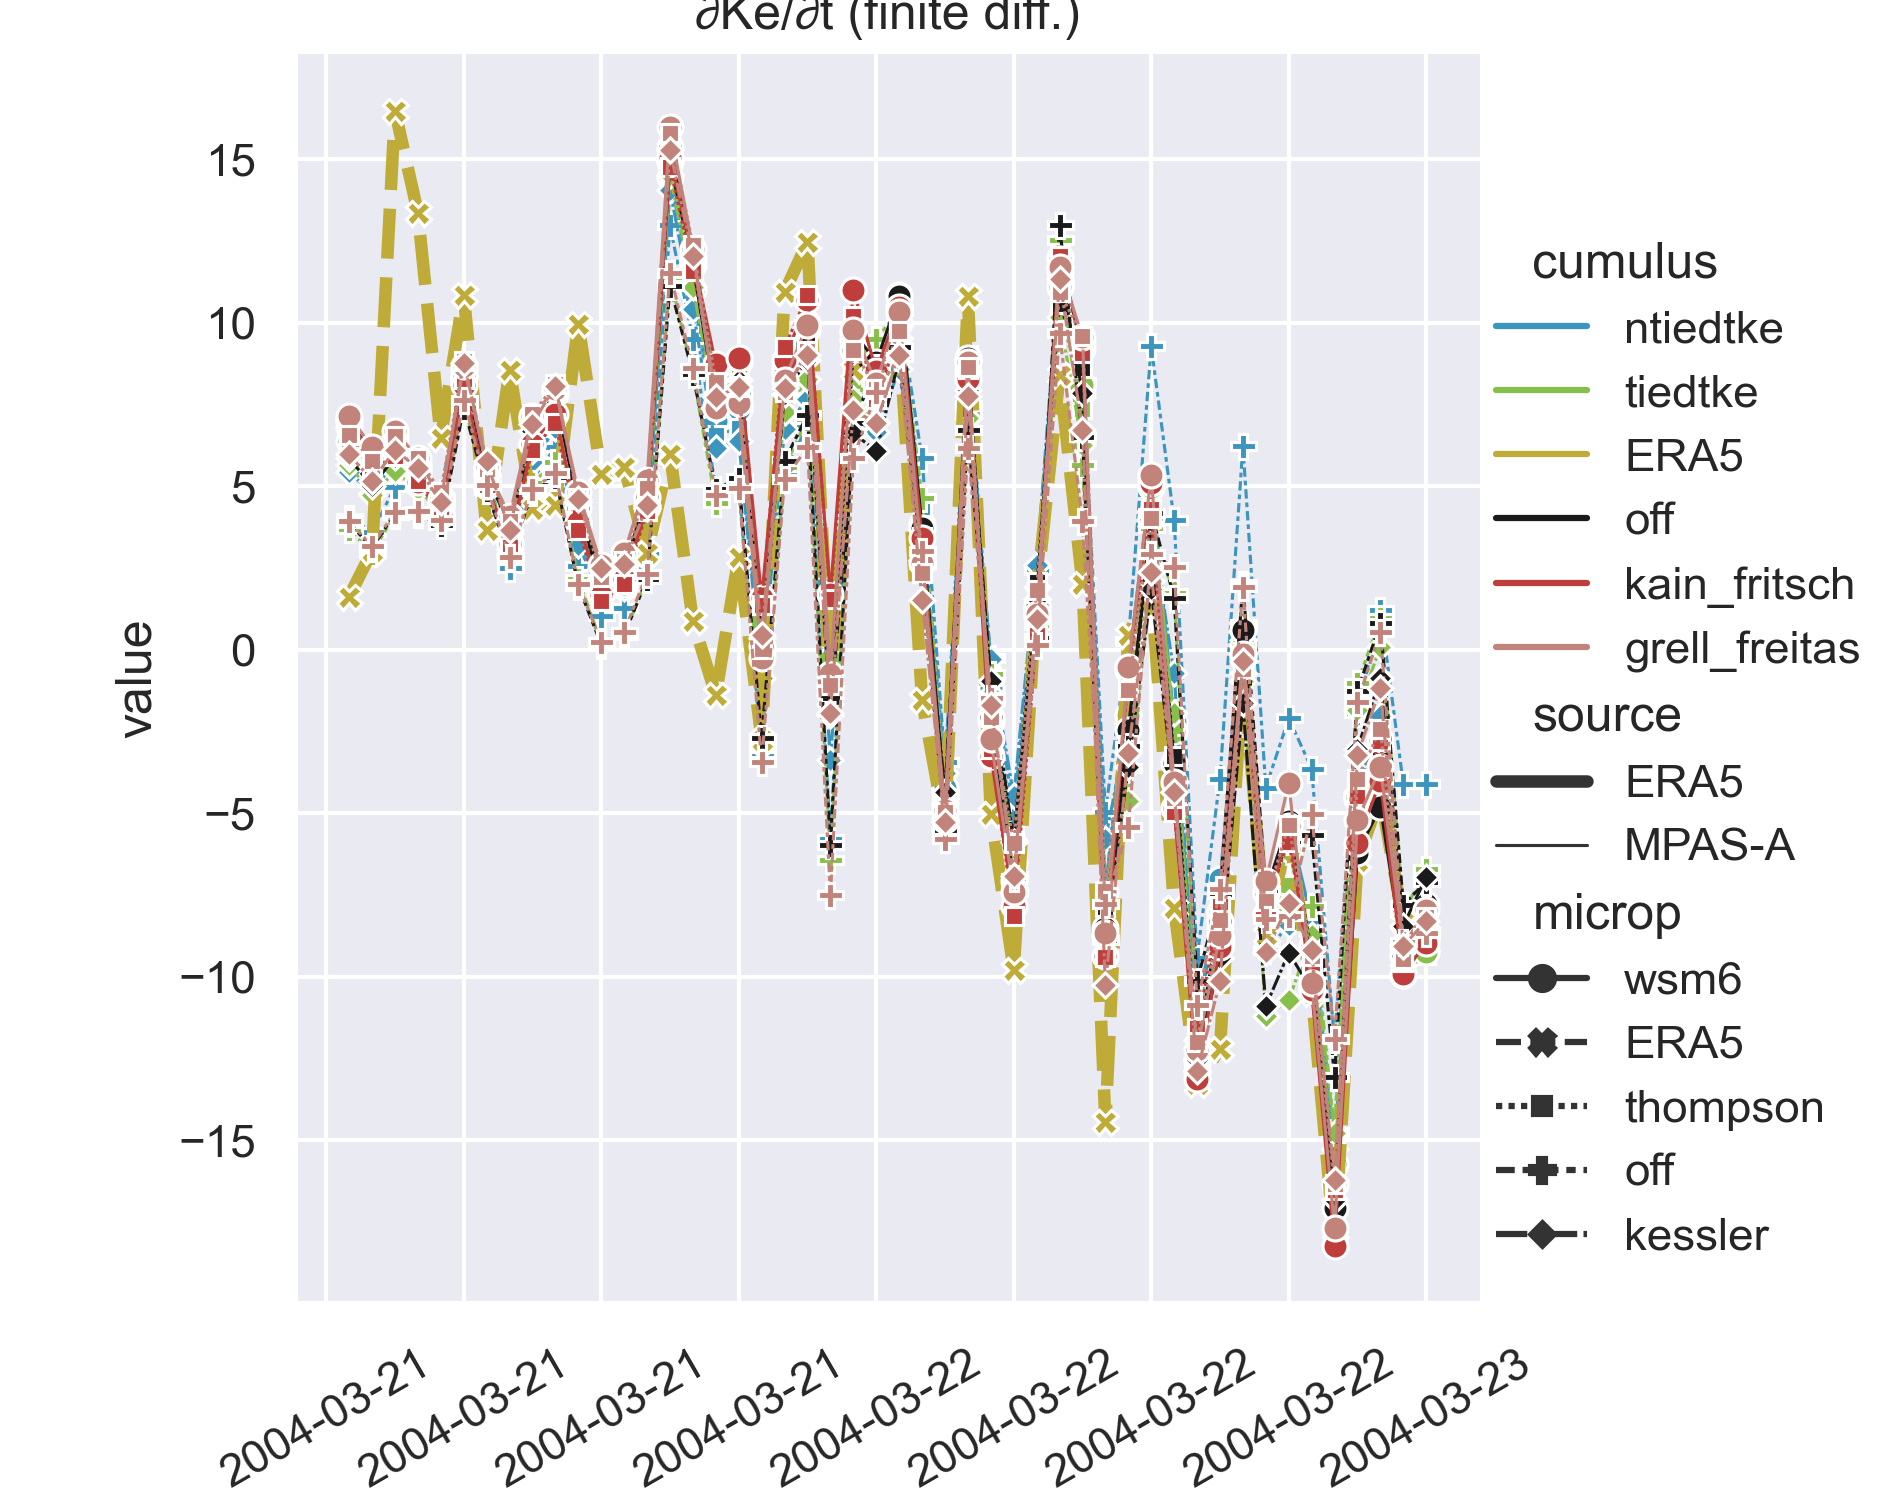 ∂Ke/∂t (finite diff.)
value
15
10
5
0
−5
−10
−15
2004-03-21
2004-03-21
2004-03-21
2004-03-21
2004-03-22
2004-03-22
2004-03-22
2004-03-22
2004-03-23
cumulus
ntiedtke
tiedtke
ERA5
off
kain_fritsch
grell_freitas
source
ERA5
MPAS-A
microp
wsm6
ERA5
thompson
off
kessler